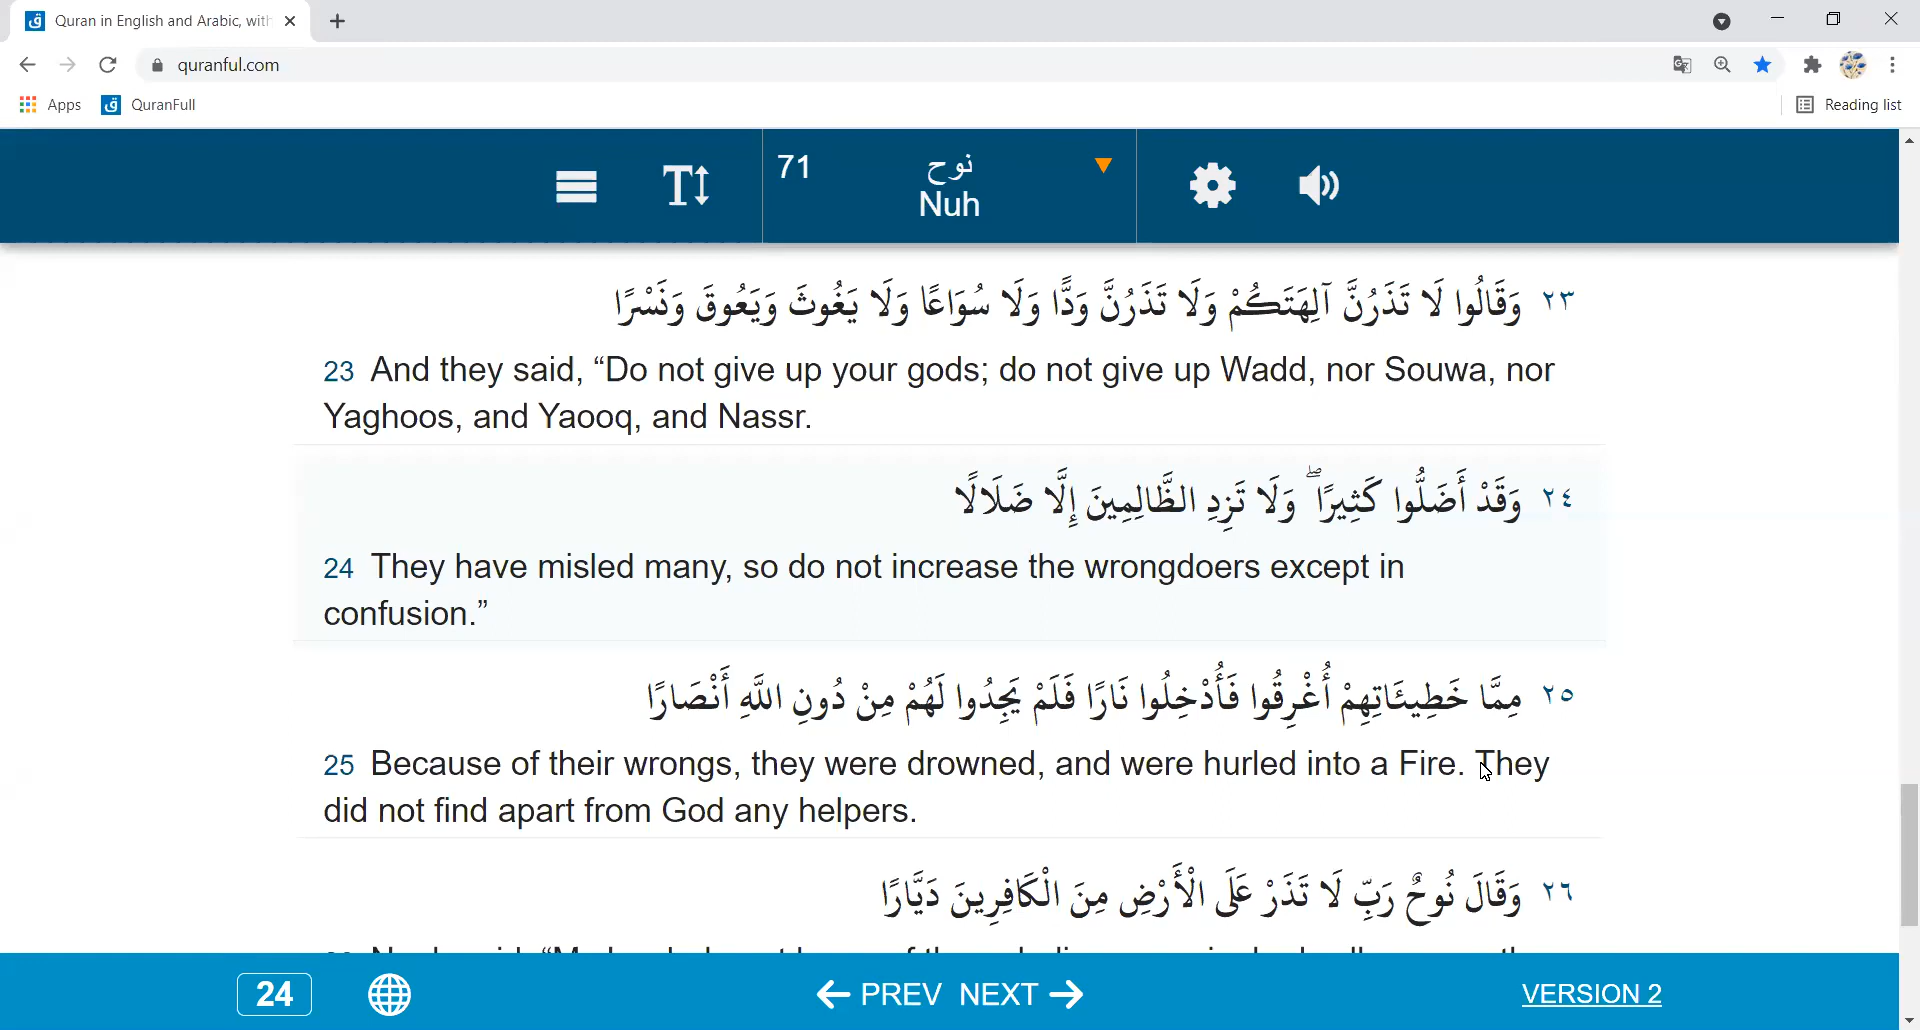 Quran in English and Arabic, with
quranful.com
Apps
QuranFull
Reading list
71
نوح
Nuh
٢٣ وَقَالُوا لَا تَذَرُنَّ آلِهَتَكُمْ وَلَا تَذَرُنَّ وَدًّا وَلَا سُوَاعًا وَلَا يَغُوثَ وَيَعُوقَ وَنَسْرًا
23 And they said, “Do not give up your gods; do not give up Wadd, nor Souwa, nor
Yaghoos, and Yaooq, and Nassr.
٢٤ وَقَدْ أَضَلُّوا كَثِيرًا ۖ وَلَا تَزِدِ الظَّالِمِينَ إِلَّا ضَلَالًا
24 They have misled many, so do not increase the wrongdoers except in
confusion.”
٢٥ مِمَّا خَطِيئَاتِهِمْ أُغْرِقُوا فَأُدْخِلُوا نَارًا فَلَمْ يَجِدُوا لَهُمْ مِنْ دُونِ اللَّهِ أَنْصَارًا
25 Because of their wrongs, they were drowned, and were hurled into a Fire. They
did not find apart from God any helpers.
٢٦ وَقَالَ نُوحٌ رَبِّ لَا تَذَرْ عَلَى الْأَرْضِ مِنَ الْكَافِرِينَ دَيَّارًا
24
PREV NEXT
VERSION 2